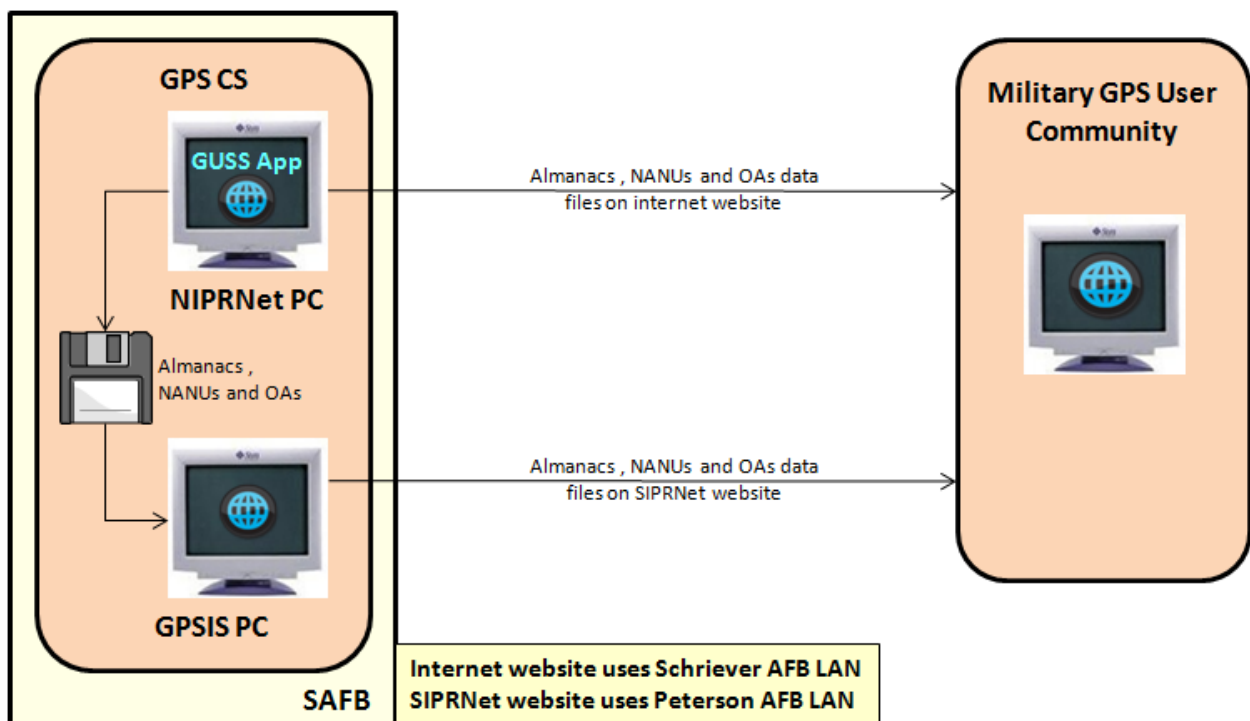 GPS CS
GUSS App
NIPRNet PC
Almanacs ,
NANUs and OAs
GPSIS PC
SAFB
Almanacs , NANUs and OAs data
files on internet website
Almanacs , NANUs and OAs data
files on SIPRNet website
Internet website uses Schriever AFB LAN
SIPRNet website uses Peterson AFB LAN
Military GPS User
Community